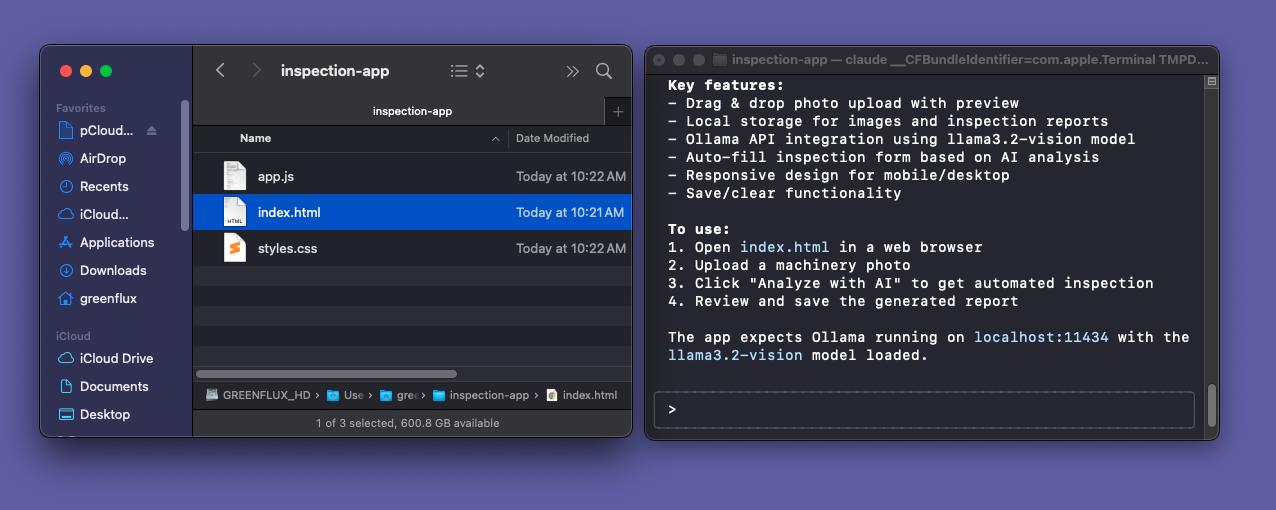 inspection-app
Favorites
pCloud...
AirDrop
Recents
iCloud...
Applications
Downloads
greenflux
iCloud
iCloud Drive
Documents
Desktop
inspection-app
+
Name
Date Modified
app.js
Today at 10:22 AM
HTML
index.html
Today at 10:21 AM
S
styles.css
Today at 10:22 AM
GREENFLUX_HD › Use › gree › inspection-app › index.html
1 of 3 selected, 600.8 GB available
inspection-app — claude __CFBundleIdentifier=com.apple.Terminal TMPD...
Key features:
- Drag & drop photo upload with preview
- Local storage for images and inspection reports
- Ollama API integration using llama3.2-vision model
- Auto-fill inspection form based on AI analysis
- Responsive design for mobile/desktop
- Save/clear functionality
To use:
1. Open index.html in a web browser
2. Upload a machinery photo
3. Click "Analyze with AI" to get automated inspection
4. Review and save the generated report
The app expects Ollama running on localhost:11434 with the
llama3.2-vision model loaded.
>